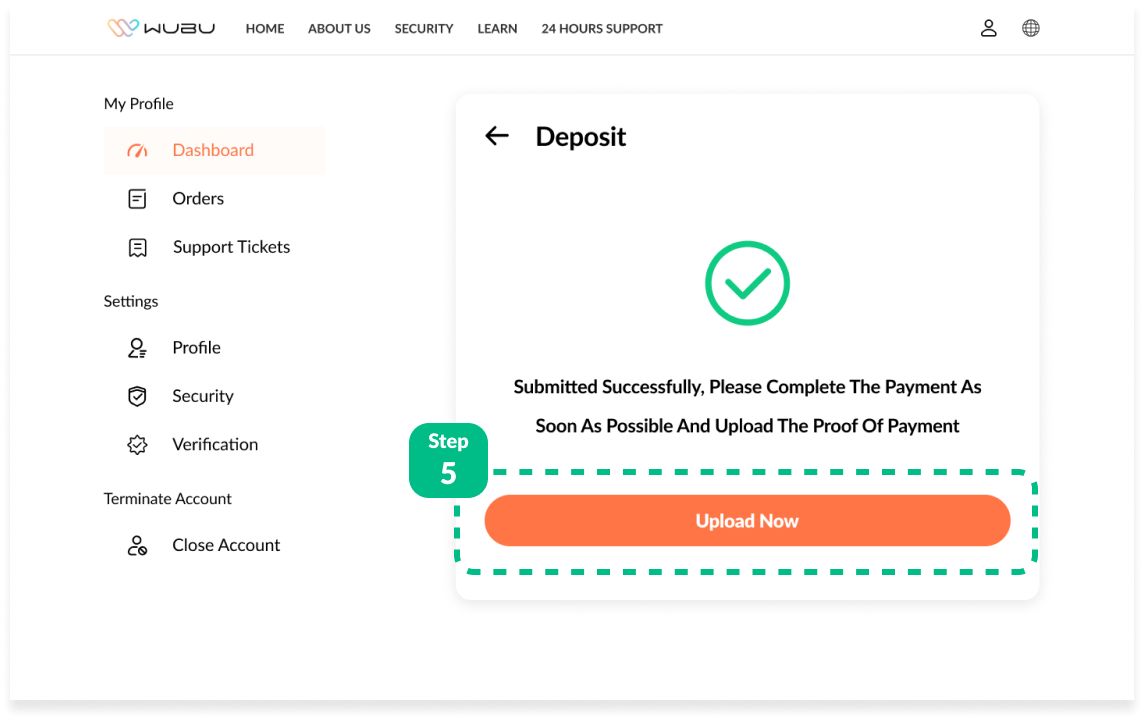 WUBU
HOME
ABOUT US
SECURITY
LEARN
24 HOURS SUPPORT
My Profile
Dashboard
Orders
Support Tickets
Settings
Profile
Security
Verification
Terminate Account
Close Account
Deposit
Submitted Successfully, Please Complete The Payment As
Soon As Possible And Upload The Proof Of Payment
Step
5
Upload Now